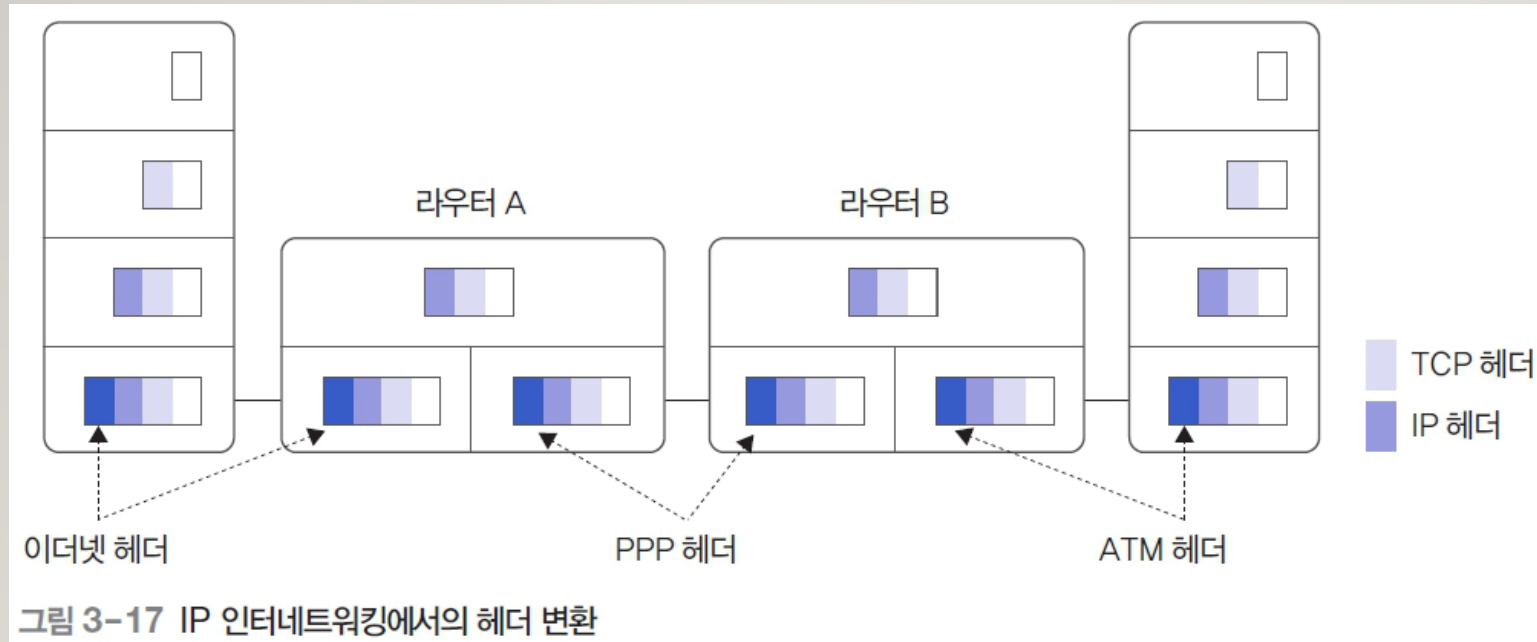 라우터 A
라우터 B
TCP 헤더
IP 헤더
이더넷 헤더
PPP 헤더
ATM 헤더
그림 3-17 IP 인터네트워킹에서의 헤더 변환